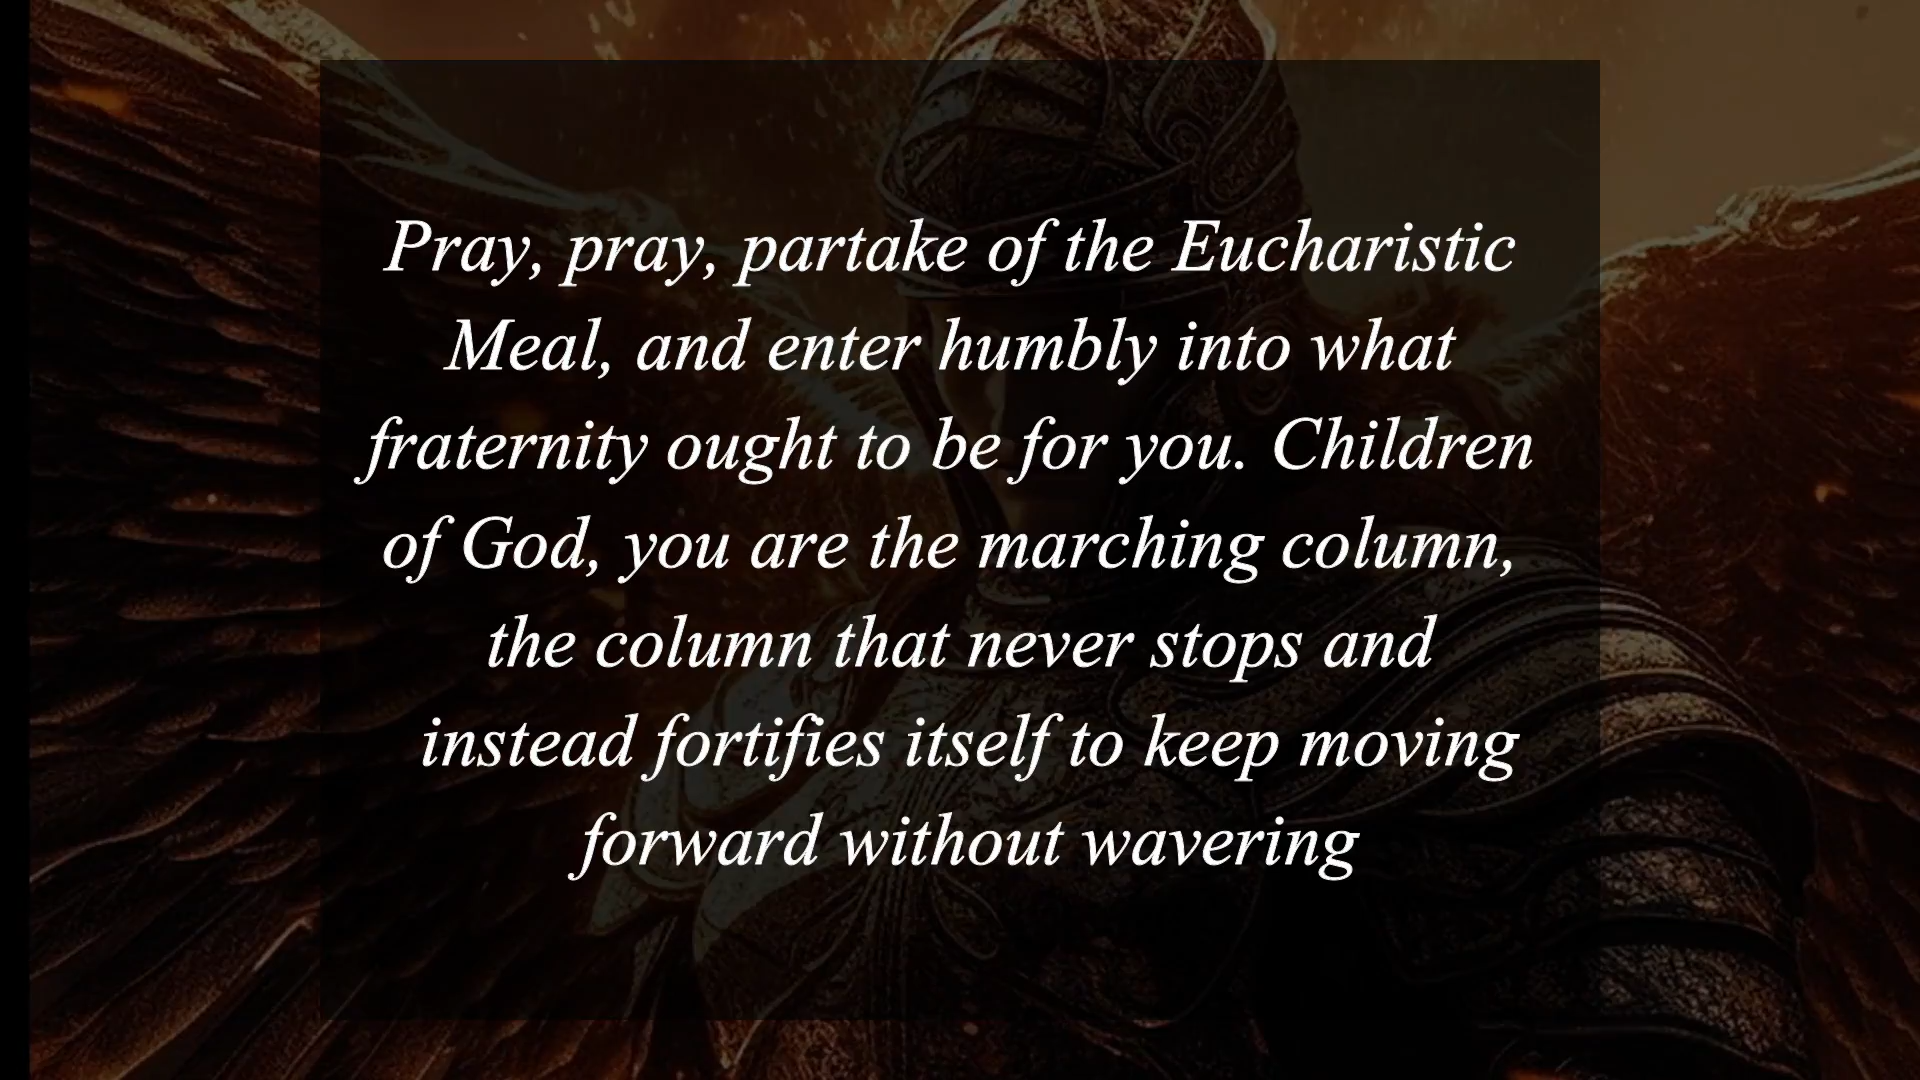 Pray, pray, partake of the Eucharistic
Meal, and enter humbly into what
fraternity ought to be for you. Children
of God, you are the marching column,
the column that never stops and
instead fortifies itself to keep moving
forward without wavering